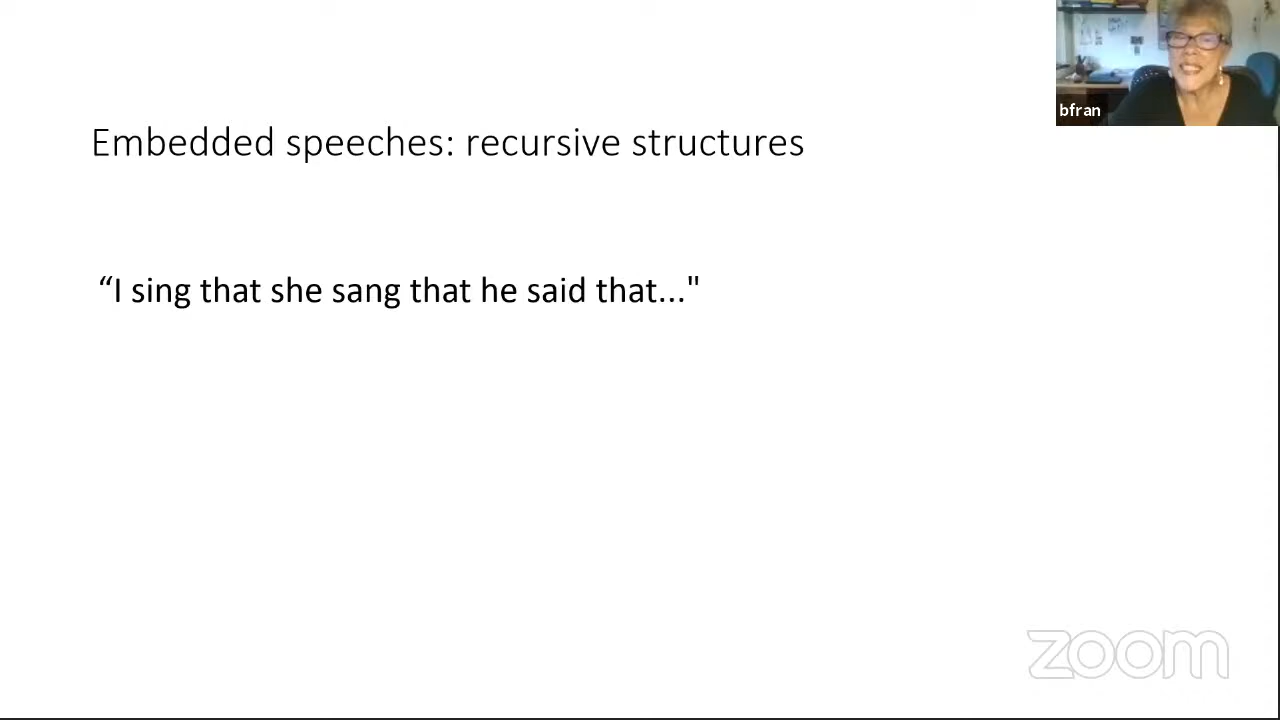 bfran
Embedded speeches: recursive structures
“I sing that she sang that he said that..."
zoom